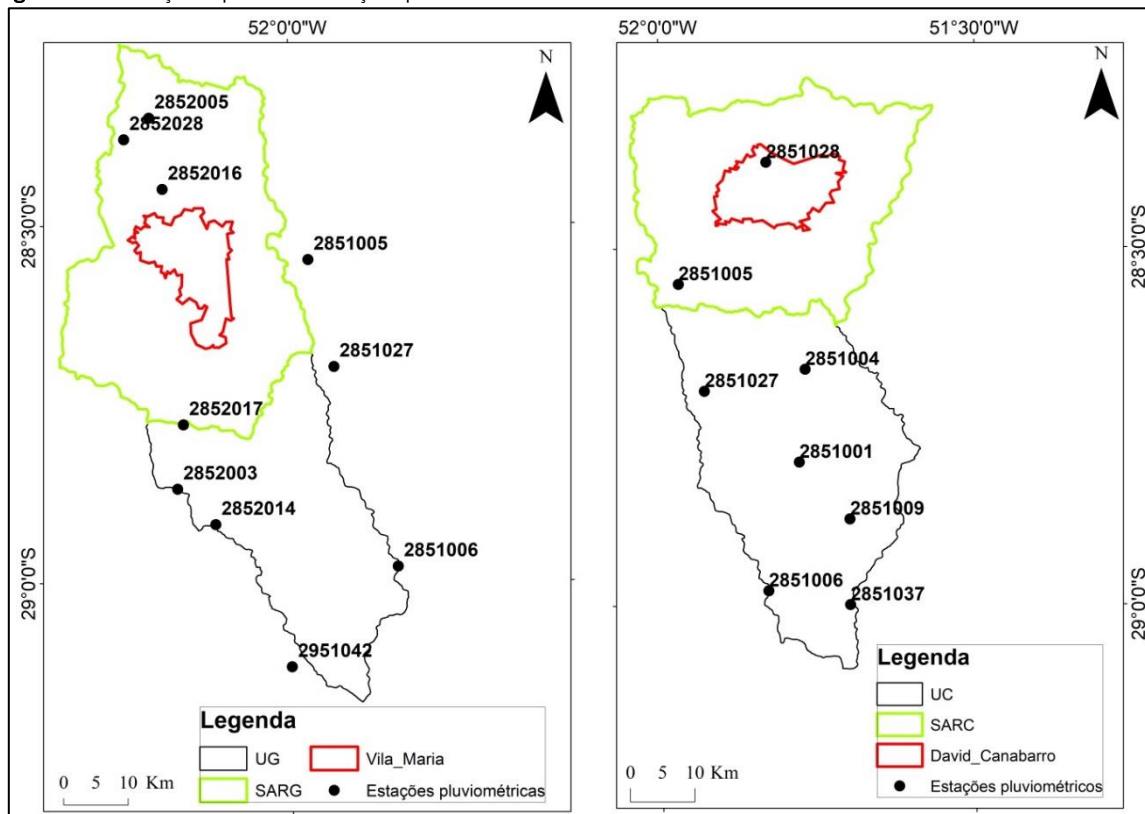 52°0'0"W
N
2852005
2852028
2852016
28°30'0"S
2851005
2851027
2852017
2852003
2852014
2851006
29°0'0"S
2951042
Legenda
UG
Vila_Maria
SARG
Estações pluviométricas
0 5 10 Km
52°0'0"W
51°30'0"W
N
2851028
28°30'0"S
2851005
2851004
2851027
2851001
2851009
2851006
2851037
29°0'0"S
Legenda
UC
SARC
David_Canabarro
Estações pluviométricos
0 5 10 Km